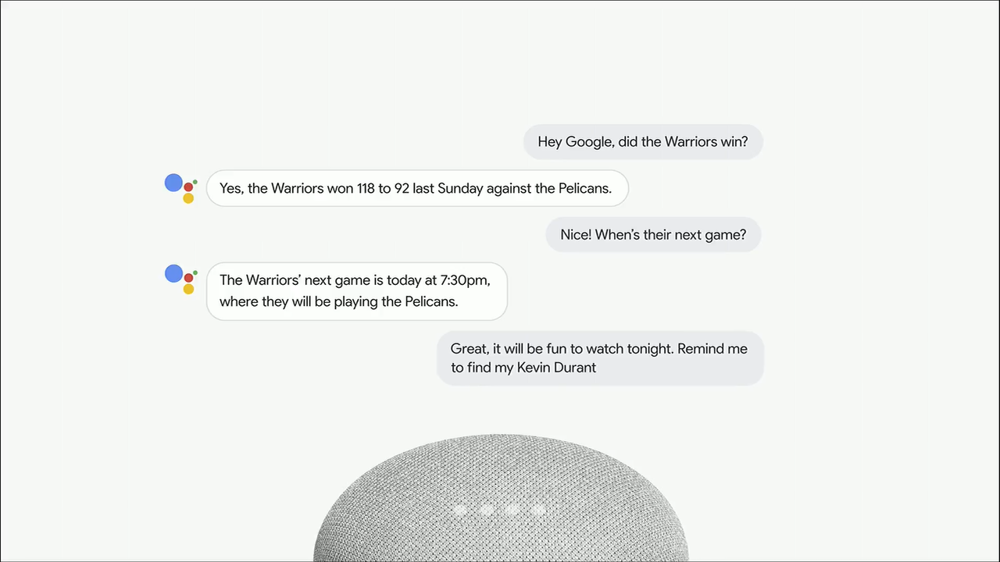 Hey Google, did the Warriors win?
Yes, the Warriors won 118 to 92 last Sunday against the Pelicans.
Nice! When’s their next game?
The Warriors’ next game is today at 7:30pm,
where they will be playing the Pelicans.
Great, it will be fun to watch tonight. Remind me
to find my Kevin Durant